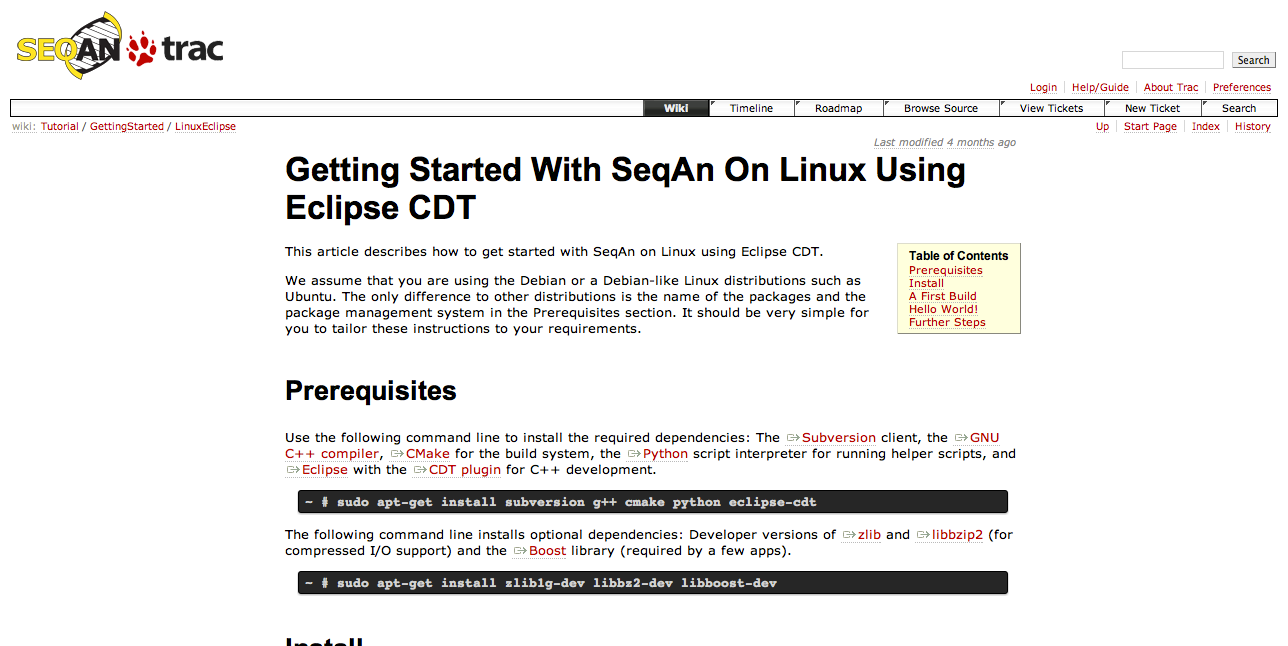 SEQAN trac
Search
Login Help/Guide About Trac Preferences
Wiki Timeline Roadmap Browse Source View Tickets New Ticket Search
wiki: Tutorial / GettingStarted / LinuxEclipse
Up Start Page Index History
Last modified 4 months ago
Getting Started With SeqAn On Linux Using
Eclipse CDT
This article describes how to get started with SeqAn on Linux using Eclipse CDT.
We assume that you are using the Debian or a Debian-like Linux distributions such as
Ubuntu. The only difference to other distributions is the name of the packages and the
package management system in the Prerequisites section. It should be very simple for
you to tailor these instructions to your requirements.
Table of Contents
Prerequisites
Install
A First Build
Hello World!
Further Steps
Prerequisites
Use the following command line to install the required dependencies: The Subversion client, the GNU
C++ compiler, CMake for the build system, the Python script interpreter for running helper scripts, and
Eclipse with the CDT plugin for C++ development.
~ # sudo apt-get install subversion g++ cmake python eclipse-cdt
The following command line installs optional dependencies: Developer versions of zlib and libbzip2 (for
compressed I/O support) and the Boost library (required by a few apps).
~ # sudo apt-get install zlib1g-dev libbz2-dev libboost-dev
Install